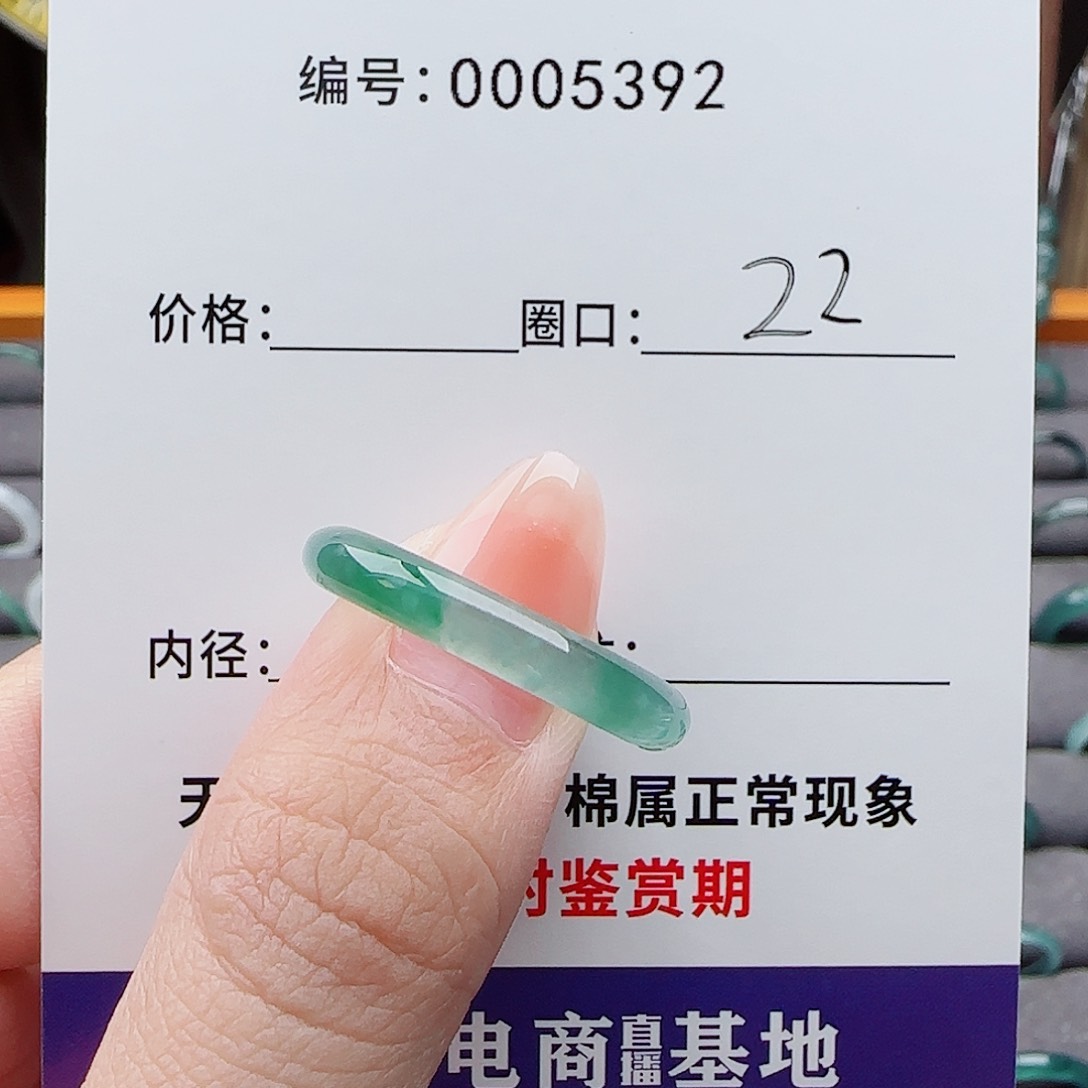 编号：0005392
价格： 圈口：22
内径： ：
棉属正常现象
时鉴赏期
电商直播基地